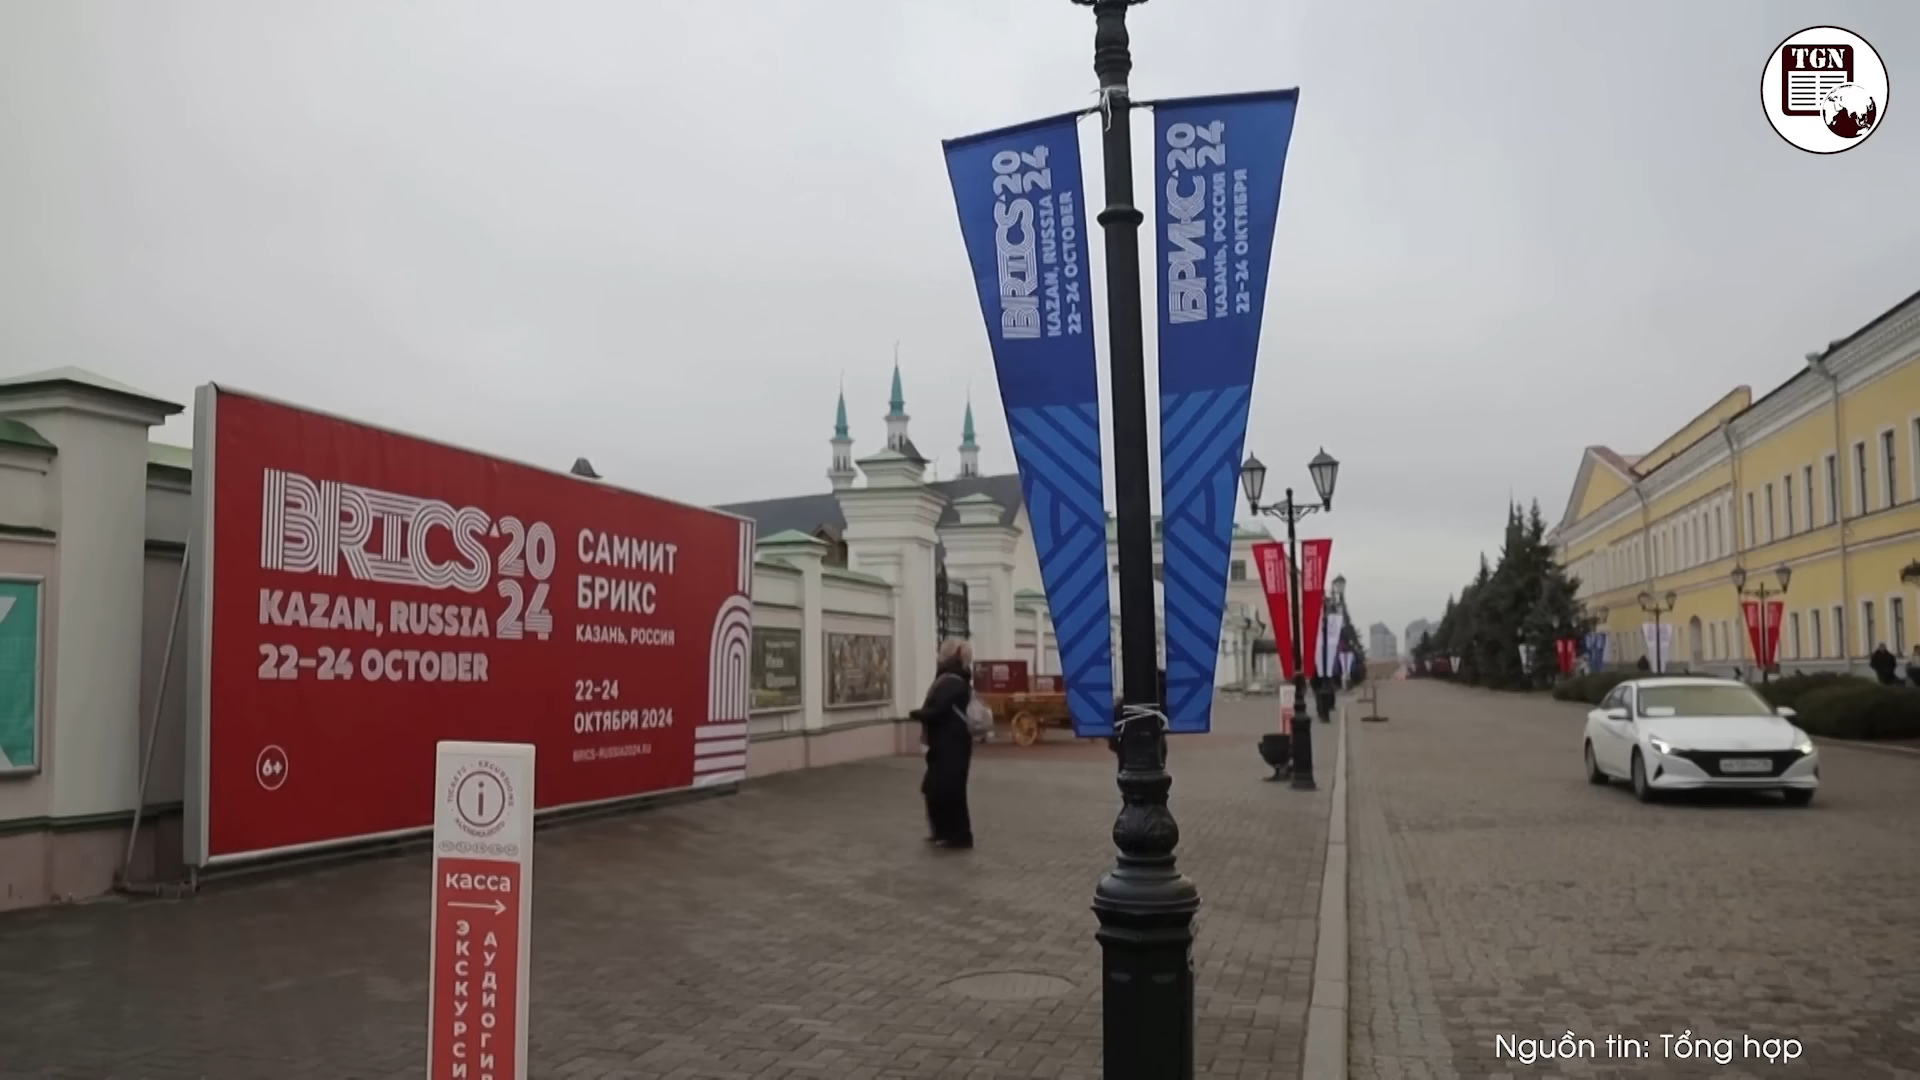 TGN
BRICS 2024
KAZAN, RUSSIA
22–24 OCTOBER
БРИКС 2024
КАЗАНЬ, РОССИЯ
22–24 ОКТЯБРЯ
BRICS 2024
KAZAN, RUSSIA
22–24 OCTOBER
САММИТ
БРИКС
КАЗАНЬ, РОССИЯ
22–24
ОКТЯБРЯ 2024
BRICS-RUSSIA2024.RU
6+
i
касса
ЭКСКУРСИ
АУДИОГИ
Nguồn tin: Tổng hợp